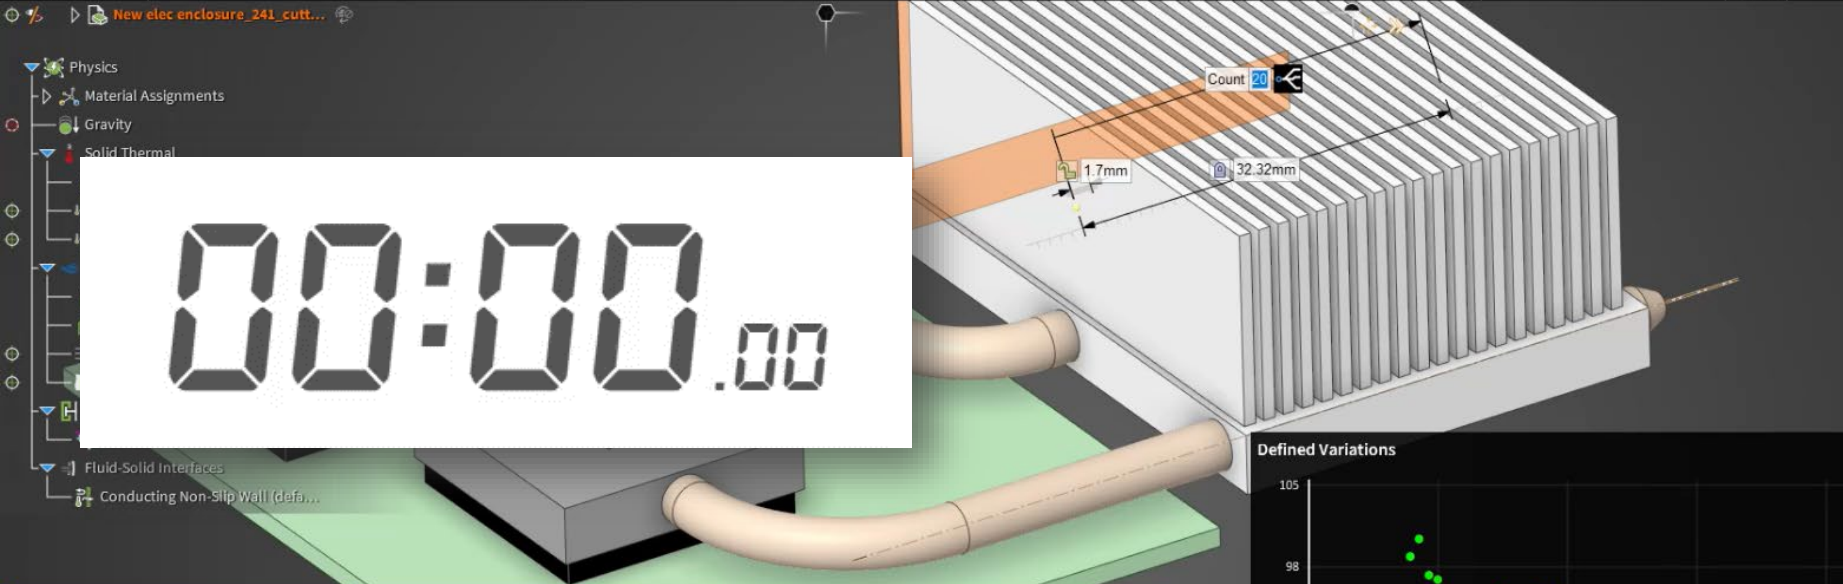 New elec enclosure_241_cutt...
Physics
Material Assignments
Gravity
Solid Thermal
Fluid-Solid Interfaces
Conducting Non-Slip Wall (defa...
00:00.00
Count 20
1.7mm
32.32mm
Defined Variations
105
98